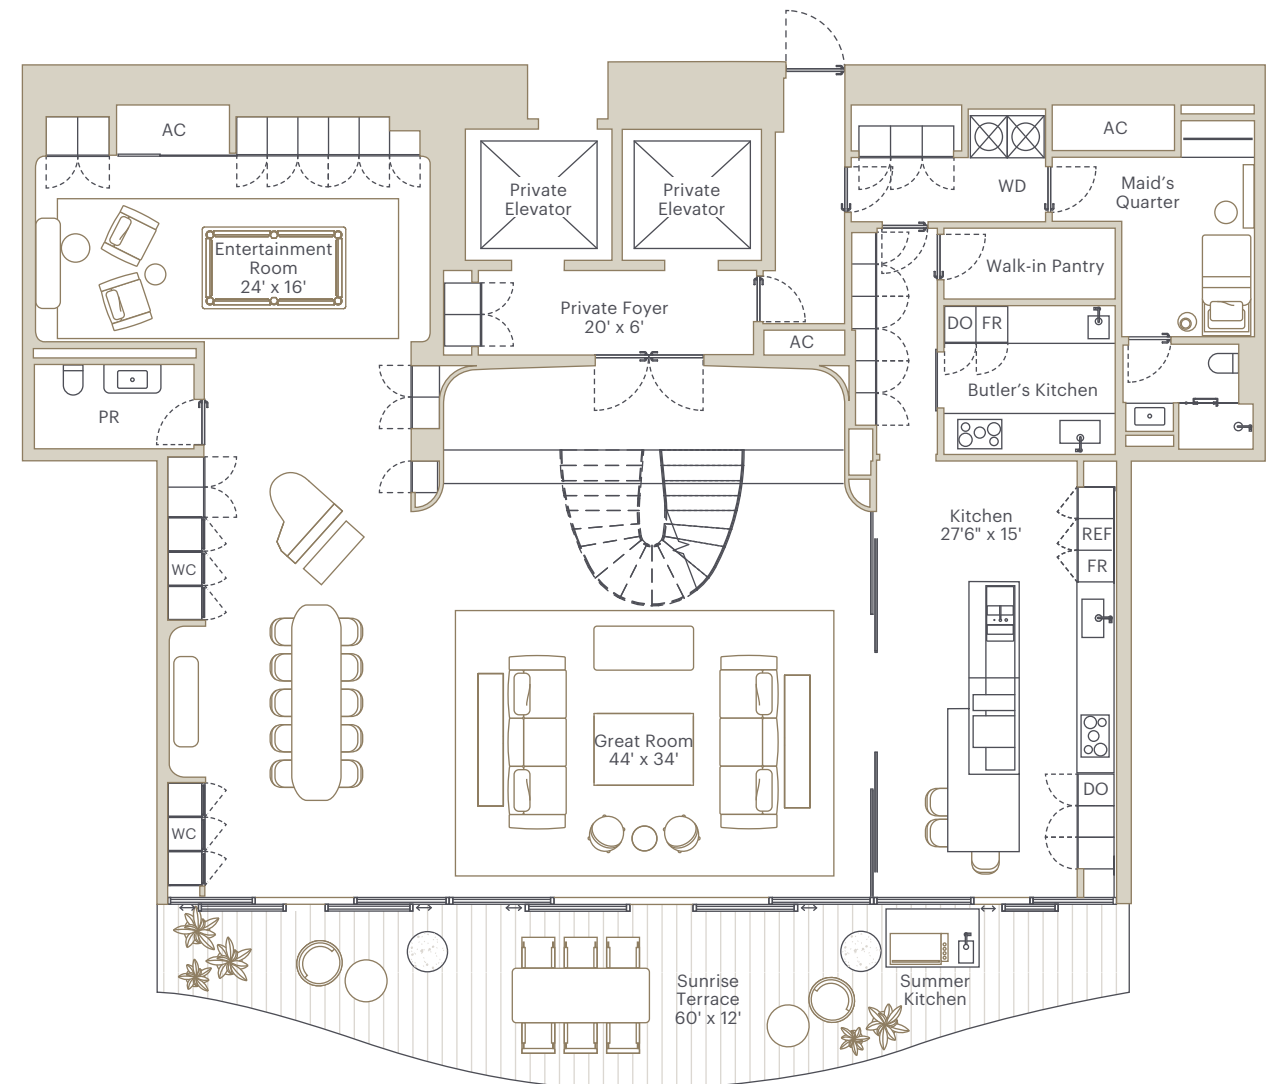 AC
AC
Private
Elevator
Private
Elevator
WD
Maid's
Quarter
Entertainment
Room
24' x 16'
Walk-in Pantry
Private Foyer
20' x 6'
DO
FR
AC
Butler's Kitchen
PR
Kitchen
27'6" x 15'
REF
FR
WC
Great Room
44' x 34'
DO
WC
Sunrise
Terrace
60' x 12'
Summer
Kitchen